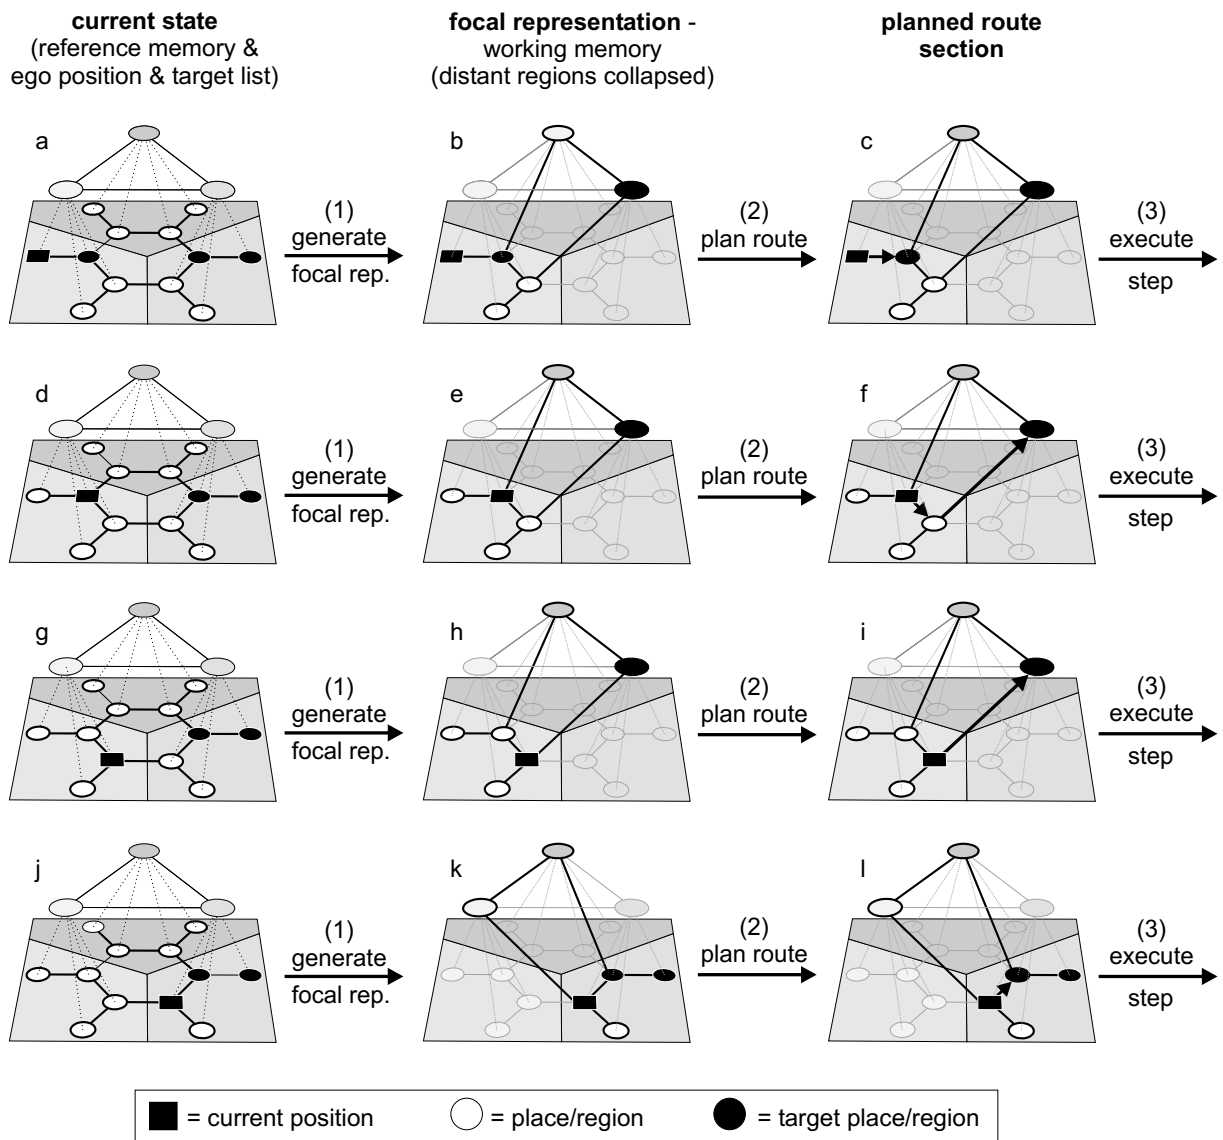 current state
(reference memory &
ego position & target list)
focal representation -
working memory
(distant regions collapsed)
planned route
section
a
(1)
generate
focal rep.
b
(2)
plan route
c
(3)
execute
step
d
(1)
generate
focal rep.
e
(2)
plan route
f
(3)
execute
step
g
(1)
generate
focal rep.
h
(2)
plan route
i
(3)
execute
step
j
(1)
generate
focal rep.
k
(2)
plan route
l
(3)
execute
step
= current position
= place/region
= target place/region